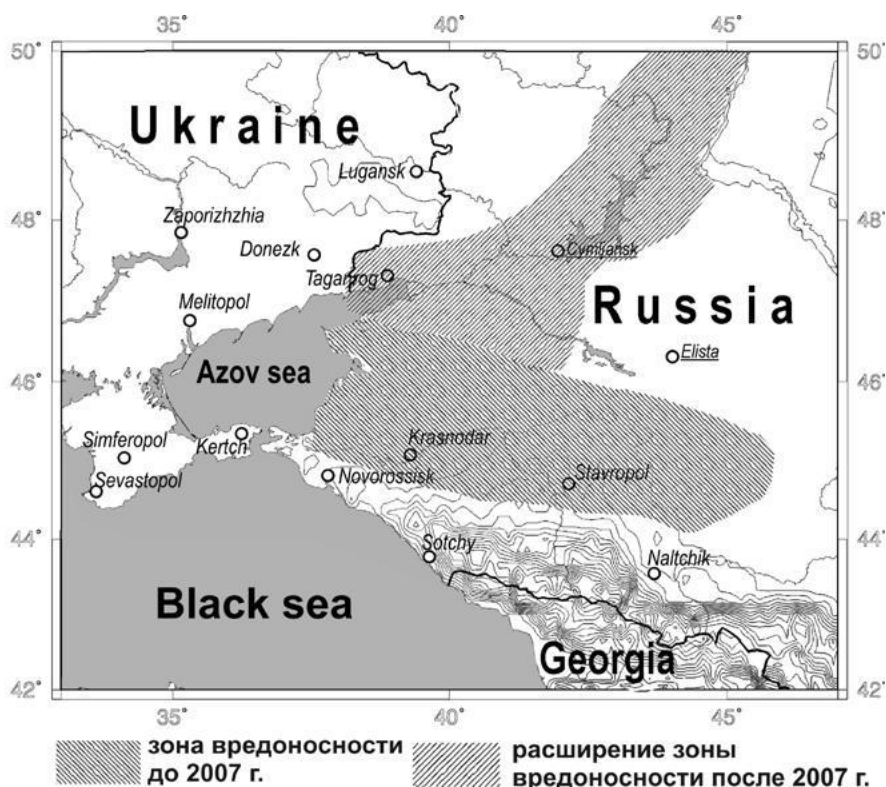 35° 40° 45°
50° 50°
Ukraine
Lugansk
Zaporizhzhia
48 48
Donezk
Cymljansk
Taganrog
Melitopol
Russia
Elista
46 46
Azov sea
Krasnodar
Simferopol
Kertch
Stavropol
Sevastopol
Novorossisk
44 44
Sotchy
Naltchik
Black sea
Georgia
42° 42°
35° 40° 45°
зона вредоносности
до 2007 г.
расширение зоны
вредоносности после 2007 г.